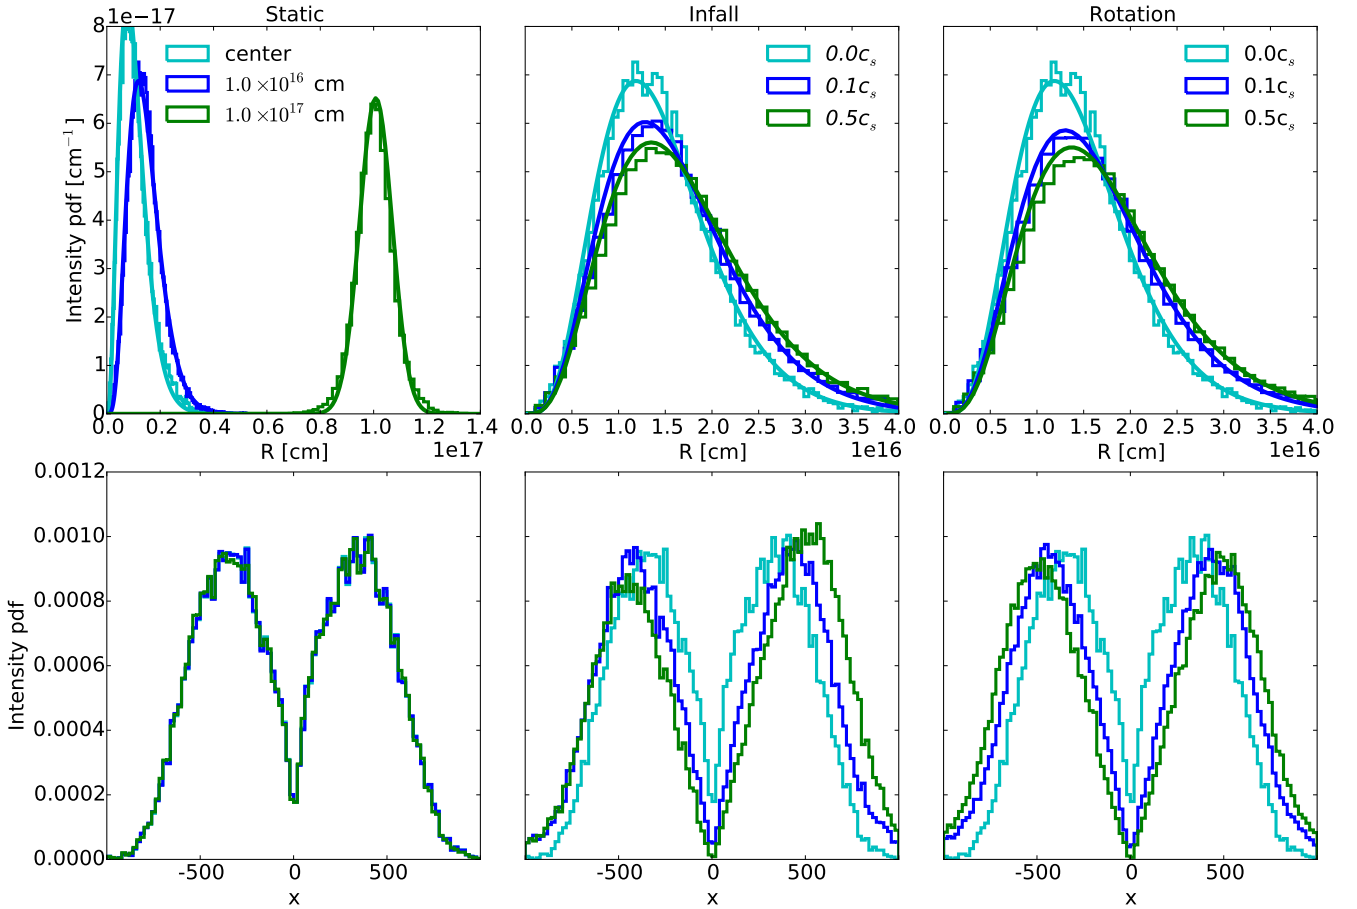 Static
Infall
Rotation
8 1e−17
7
6
5
4
3
2
1
0
Intensity pdf [cm⁻¹]
center
1.0×10¹⁶ cm
1.0×10¹⁷ cm
0.0cₛ
0.1cₛ
0.5cₛ
0.0cₛ
0.1cₛ
0.5cₛ
0.0 0.2 0.4 0.6 0.8 1.0 1.2 1.4
0.0 0.5 1.0 1.5 2.0 2.5 3.0 3.5 4.0
0.0 0.5 1.0 1.5 2.0 2.5 3.0 3.5 4.0
R [cm] 1e17
R [cm] 1e16
R [cm] 1e16
0.0012
0.0010
0.0008
0.0006
0.0004
0.0002
0.0000
Intensity pdf
-500 0 500
-500 0 500
-500 0 500
x
x
x